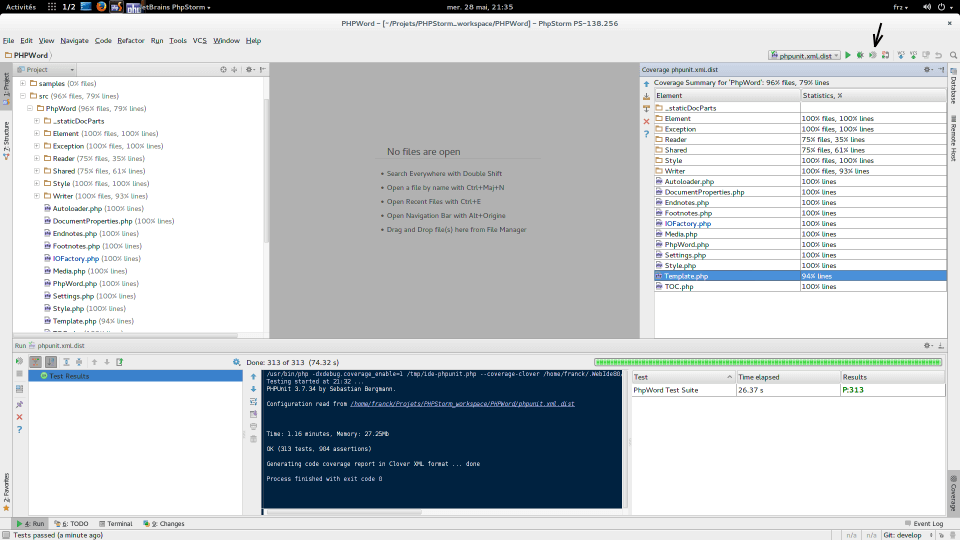 Activités 1/2 JetBrains PhpStorm mer. 28 mai, 21:35 frz
PHPWord – [~/Projets/PHPStorm_workspace/PHPWord] – PhpStorm PS-138.256
File Edit View Navigate Code Refactor Run Tools VCS Window Help
PHPWord phpunit.xml.dist
1: Project
7: Structure
2: Favorites
Project
samples (0% files)
src (96% files, 79% lines)
PhpWord (96% files, 79% lines)
_staticDocParts
Element (100% files, 100% lines)
Exception (100% files, 100% lines)
Reader (75% files, 35% lines)
Shared (75% files, 61% lines)
Style (100% files, 100% lines)
Writer (100% files, 93% lines)
Autoloader.php (100% lines)
DocumentProperties.php (100% lines)
Endnotes.php (100% lines)
Footnotes.php (100% lines)
IOFactory.php (100% lines)
Media.php (100% lines)
PhpWord.php (100% lines)
Settings.php (100% lines)
Style.php (100% lines)
Template.php (94% lines)
No files are open
• Search Everywhere with Double Shift
• Open a file by name with Ctrl+Maj+N
• Open Recent Files with Ctrl+E
• Open Navigation Bar with Alt+Origine
• Drag and Drop file(s) here from File Manager
Coverage phpunit.xml.dist
Coverage Summary for 'PhpWord': 96% files, 79% lines
Element Statistics, %
_staticDocParts
Element 100% files, 100% lines
Exception 100% files, 100% lines
Reader 75% files, 35% lines
Shared 75% files, 61% lines
Style 100% files, 100% lines
Writer 100% files, 93% lines
Autoloader.php 100% lines
DocumentProperties.php 100% lines
Endnotes.php 100% lines
Footnotes.php 100% lines
IOFactory.php 100% lines
Media.php 100% lines
PhpWord.php 100% lines
Settings.php 100% lines
Style.php 100% lines
Template.php 94% lines
TOC.php 100% lines
Database
Remote Host
Coverage
Run phpunit.xml.dist
Done: 313 of 313 (74.32 s)
Test Results
/usr/bin/php -dxdebug.coverage_enable=1 /tmp/ide-phpunit.php --coverage-clover /home/franck/.WebIde80
Testing started at 21:32 ...
PHPUnit 3.7.34 by Sebastian Bergmann.
Configuration read from /home/franck/Projets/PHPStorm_workspace/PHPWord/phpunit.xml.dist
Time: 1.16 minutes, Memory: 27.25Mb
OK (313 tests, 904 assertions)
Generating code coverage report in Clover XML format ... done
Process finished with exit code 0
Test Time elapsed Results
PhpWord Test Suite 26.37 s P:313
4: Run 6: TODO Terminal 9: Changes Event Log
Tests passed (a minute ago) n/a n/a Git: develop